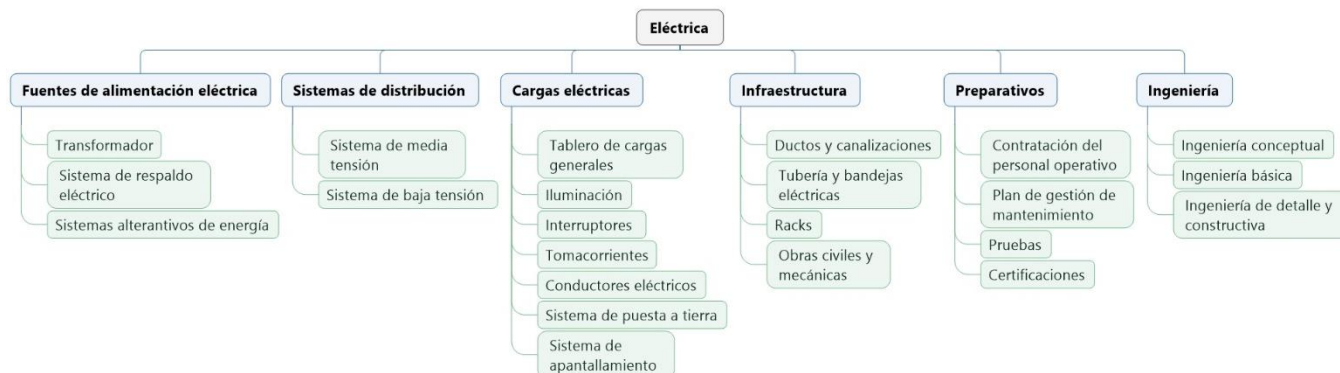 Eléctrica
Fuentes de alimentación eléctrica
Transformador
Sistema de respaldo
eléctrico
Sistemas alterantivos de energía
Sistemas de distribución
Sistema de media
tensión
Sistema de baja tensión
Cargas eléctricas
Tablero de cargas
generales
Iluminación
Interruptores
Tomacorrientes
Conductores eléctricos
Sistema de puesta a tierra
Sistema de
apantallamiento
Infraestructura
Ductos y canalizaciones
Tubería y bandejas
eléctricas
Racks
Obras civiles y
mecánicas
Preparativos
Contratación del
personal operativo
Plan de gestión de
mantenimiento
Pruebas
Certificaciones
Ingeniería
Ingeniería conceptual
Ingeniería básica
Ingeniería de detalle y
constructiva